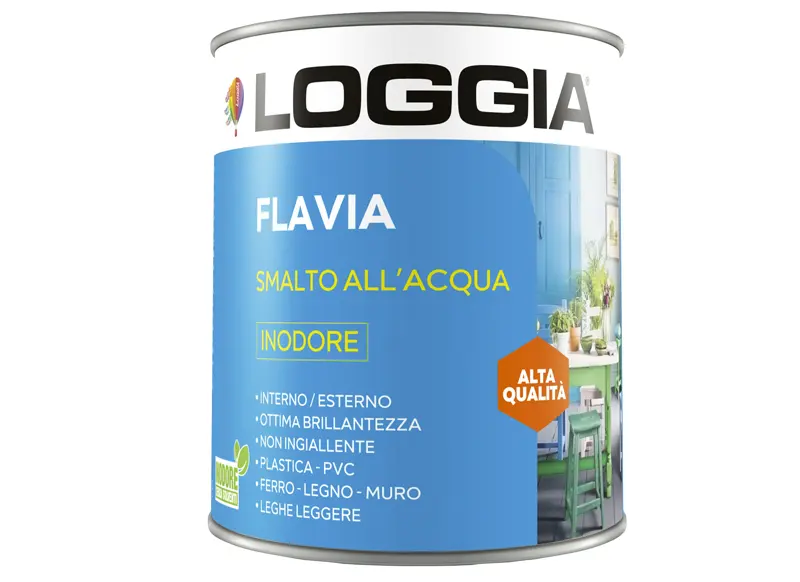 LOGGIA
FLAVIA
SMALTO ALL'ACQUA
INODORE
ALTA
QUALITÀ
• INTERNO / ESTERNO
• OTTIMA BRILLANTEZZA
• NON INGIALLENTE
• PLASTICA - PVC
• FERRO - LEGNO - MURO
• LEGHE LEGGERE
INODORE